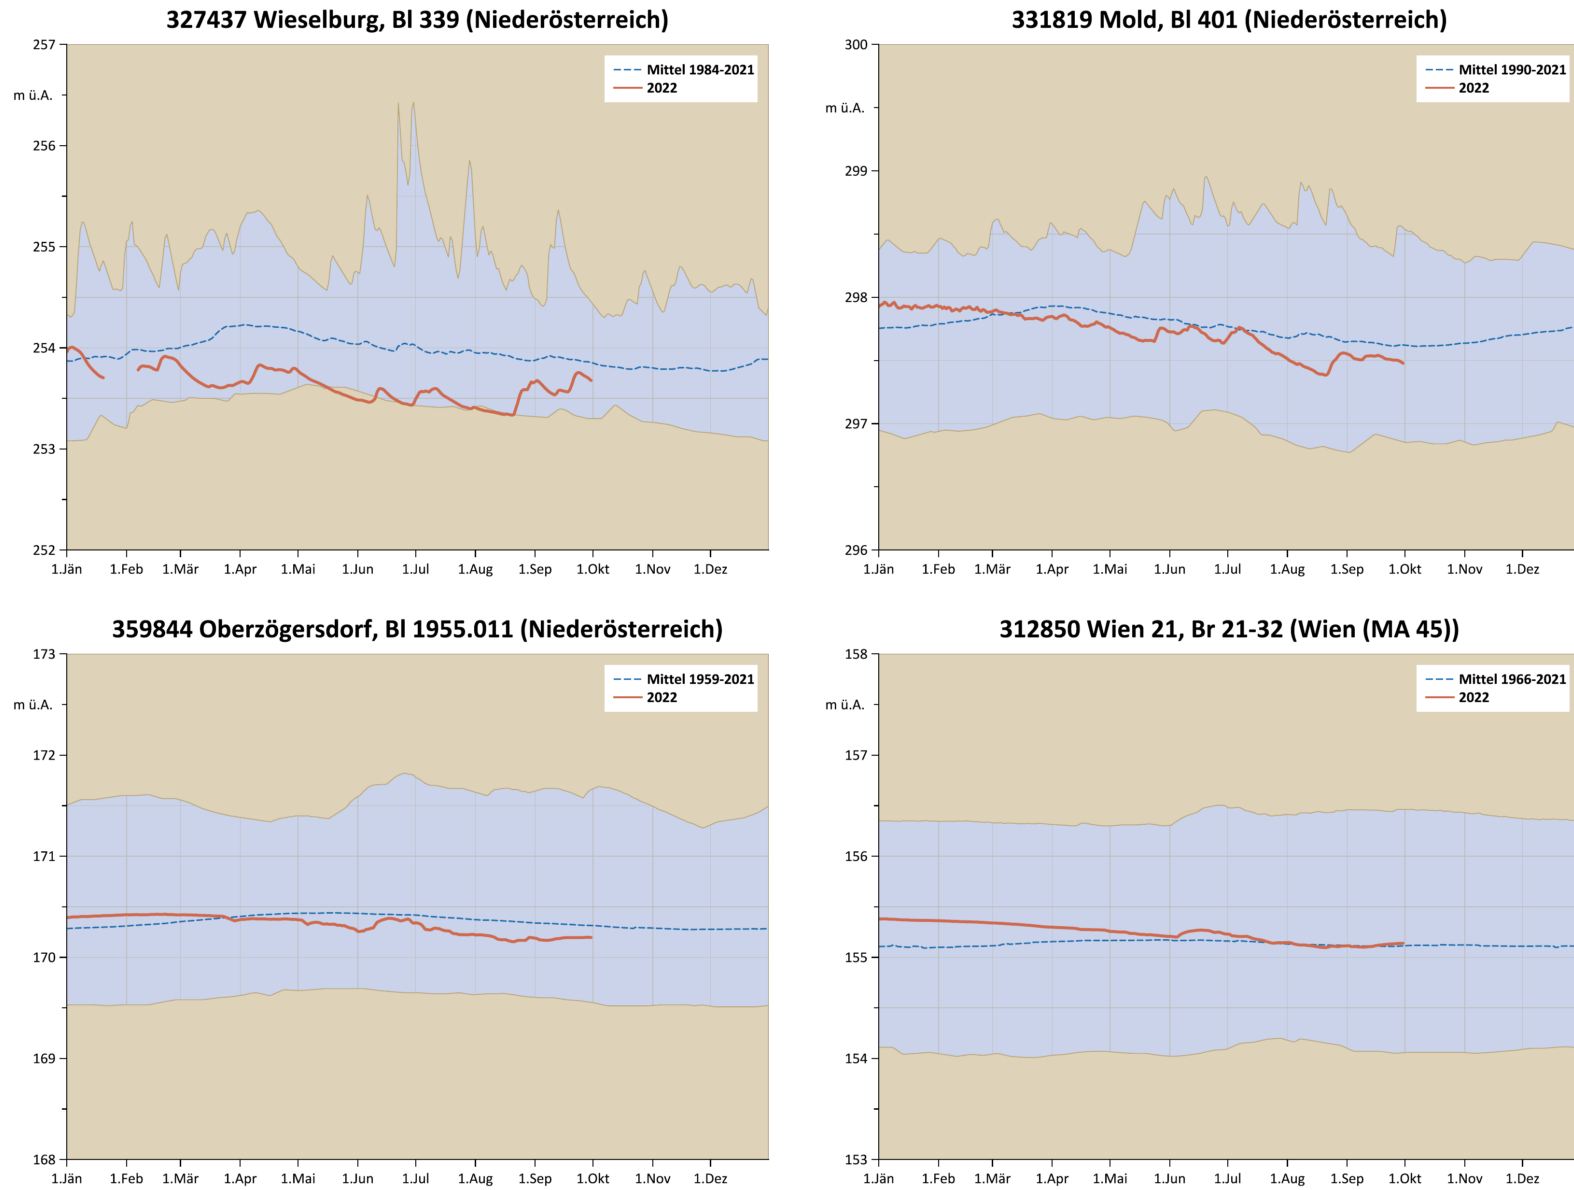 327437 Wieselburg, Bl 339 (Niederösterreich)
257
m ü.A.
256
255
254
253
252
Mittel 1984-2021
2022
1.Jän 1.Feb 1.Mär 1.Apr 1.Mai 1.Jun 1.Jul 1.Aug 1.Sep 1.Okt 1.Nov 1.Dez
331819 Mold, Bl 401 (Niederösterreich)
300
m ü.A.
299
298
297
296
Mittel 1990-2021
2022
1.Jän 1.Feb 1.Mär 1.Apr 1.Mai 1.Jun 1.Jul 1.Aug 1.Sep 1.Okt 1.Nov 1.Dez
359844 Oberzögersdorf, Bl 1955.011 (Niederösterreich)
173
m ü.A.
172
171
170
169
168
Mittel 1959-2021
2022
1.Jän 1.Feb 1.Mär 1.Apr 1.Mai 1.Jun 1.Jul 1.Aug 1.Sep 1.Okt 1.Nov 1.Dez
312850 Wien 21, Br 21-32 (Wien (MA 45))
158
m ü.A.
157
156
155
154
153
Mittel 1966-2021
2022
1.Jän 1.Feb 1.Mär 1.Apr 1.Mai 1.Jun 1.Jul 1.Aug 1.Sep 1.Okt 1.Nov 1.Dez